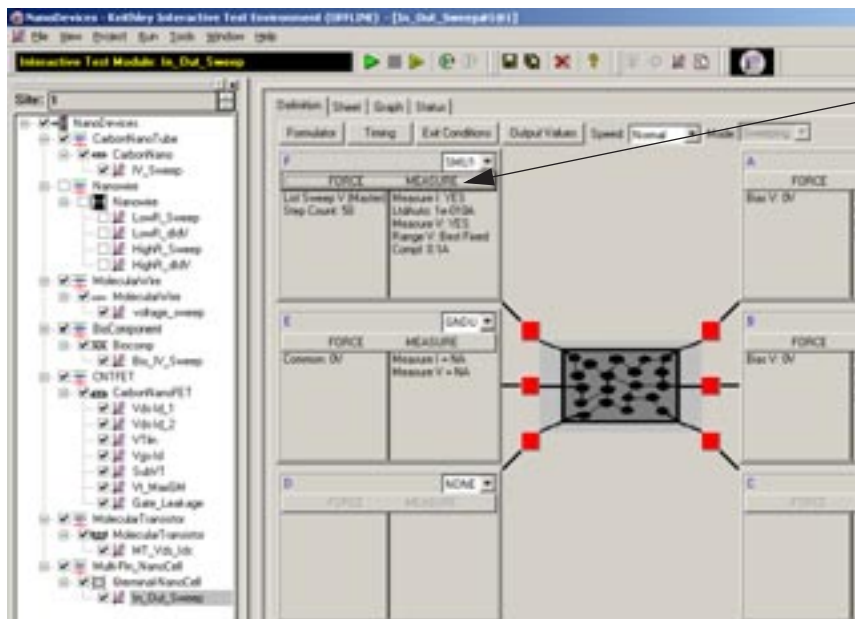 NanoDevices - Keithley Interactive Test Environment (OFFLINE) - [In_Out_Sweep#1@1]
File View Project Run Tools Window Help
Interactive Test Module: In_Out_Sweep
Site: 1
NanoDevices
CarbonNanoTube
CarbonNano
IV_Sweep
Nanowire
Nanowire
LowR_Sweep
LowR_dIdV
HighR_Sweep
HighR_dIdV
MolecularWire
MolecularWire
voltage_sweep
BioComponent
Biocomp
Bio_IV_Sweep
CNTFET
CarbonNanoFET
Vds-Id_1
Vds-Id_2
VTlin
Vgs-Id
SubVT
Vt_MaxGM
Gate_Leakage
MolecularTransistor
MolecularTransistor
MT_Vds_Ids
Multi-Pin_NanoCell
6terminal-NanoCell
In_Out_Sweep
Definition Sheet Graph Status
Formulator Timing Exit Conditions Output Values Speed: Normal Mode: Sweeping
F SMU1
FORCE MEASURE
List Sweep V (Master)
Step Count: 50
Measure I: YES
Measure V: YES
Range V: Best Fixed
Compl: 0.1A
A
FORCE
Bias V: 0V
E GNDU
FORCE MEASURE
Common: 0V
Measure I = NA
Measure V = NA
B
FORCE
Bias V: 0V
D NONE
FORCE MEASURE
C
FORCE